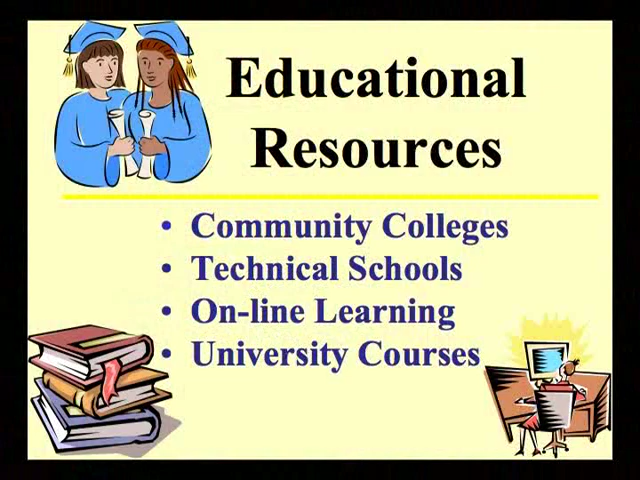 Educational
Resources
• Community Colleges
• Technical Schools
• On-line Learning
• University Courses